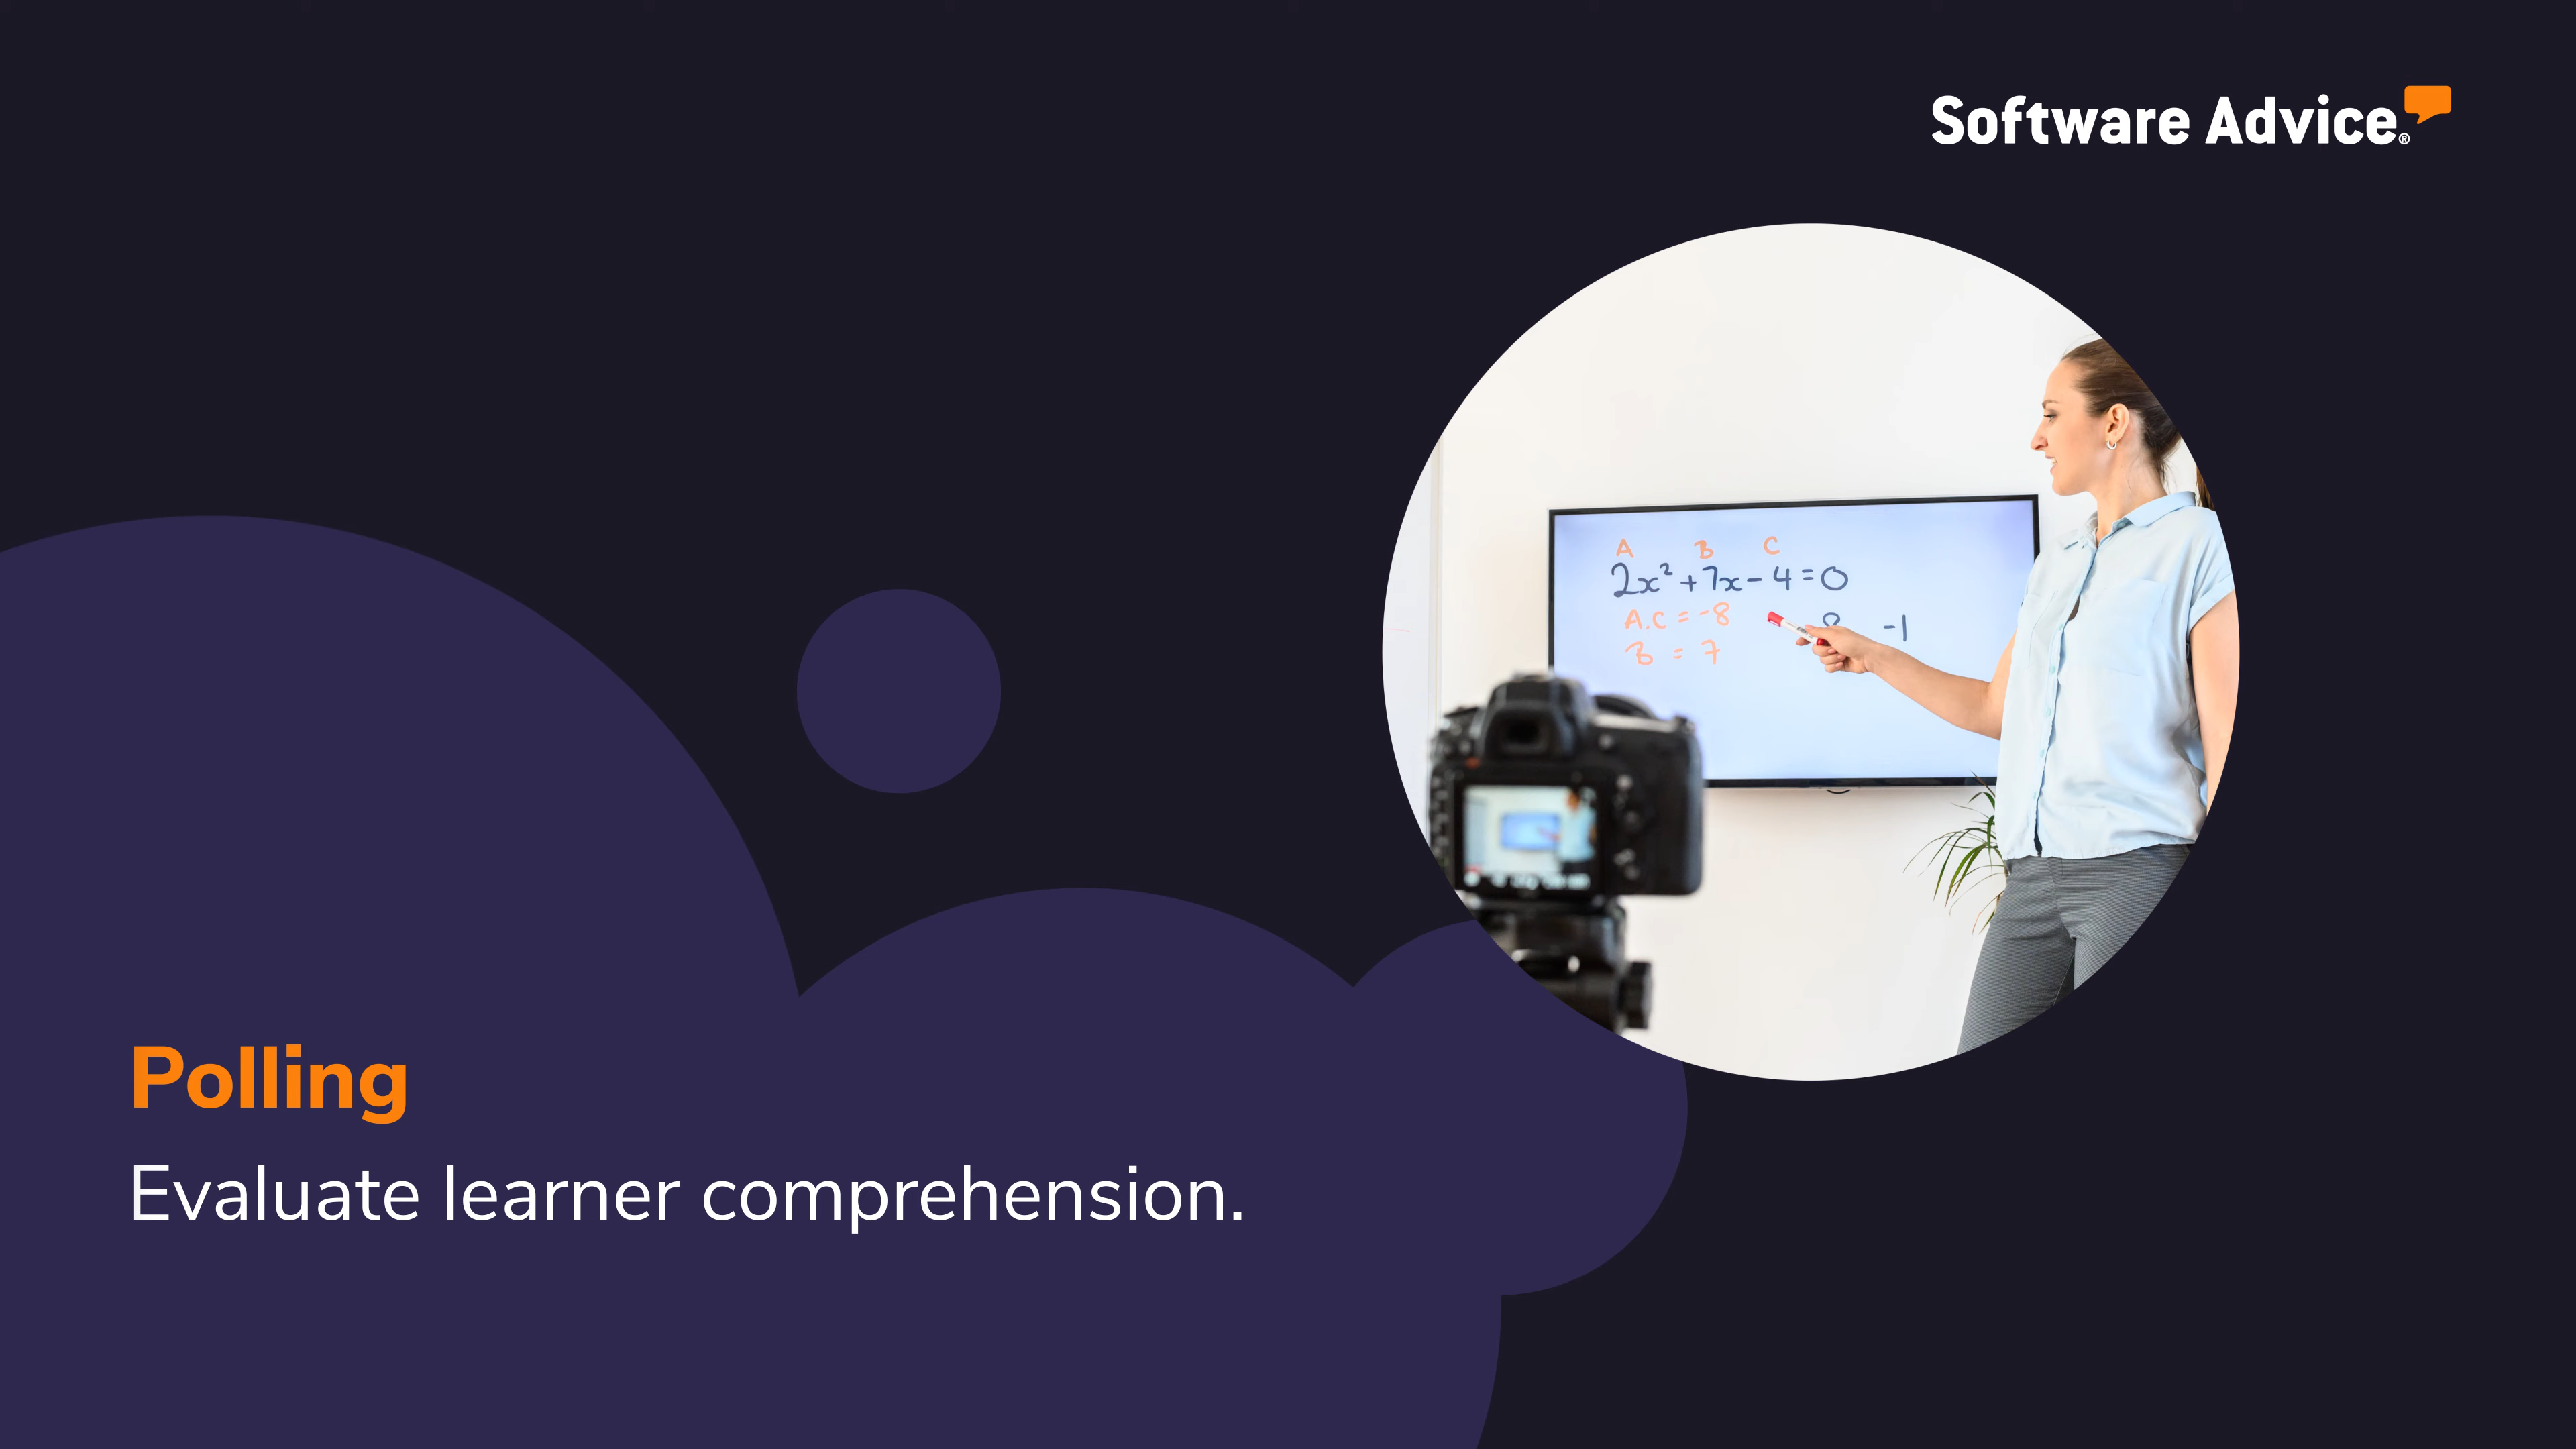 Software Advice®
A B C
2x² + 7x - 4 = 0
A.C = -8
-1
B = 7
Polling
Evaluate learner comprehension.